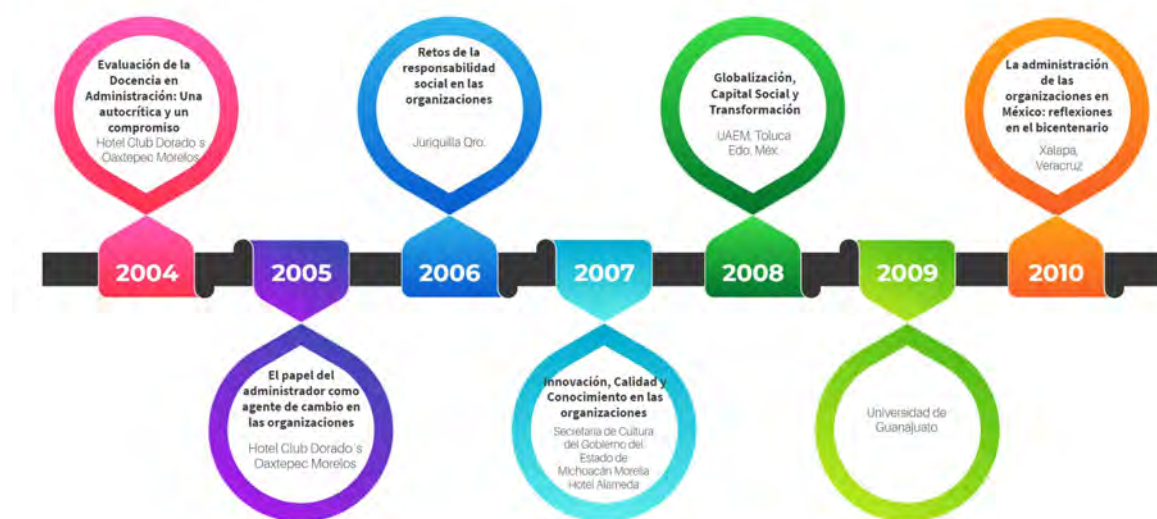 Evaluación de la
Docencia en
Administración: Una
autocrítica y un
compromiso
Hotel Club Dorado´s
Oaxtepec Morelos
2004
2005
El papel del
administrador como
agente de cambio en
las organizaciones
Hotel Club Dorado´s
Oaxtepec Morelos
Retos de la
responsabilidad
social en las
organizaciones
Juriquilla Qro.
2006
2007
Innovación, Calidad y
Conocimiento en las
organizaciones
Secretaria de Cultura
del Gobierno del
Estado de
Michoacán Morelia
Hotel Alameda
Globalización,
Capital Social y
Transformación
UAEM, Toluca
Edo. Méx.
2008
2009
Universidad de
Guanajuato
La administración
de las
organizaciones en
México: reflexiones
en el bicentenario
Xalapa,
Veracruz
2010